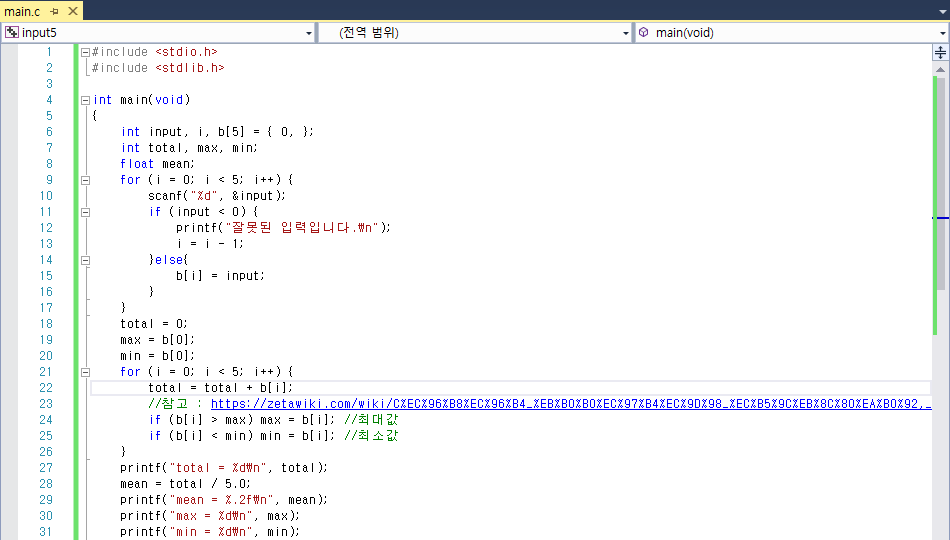 main.c
input5 (전역 범위) main(void)
1 #include <stdio.h>
2 #include <stdlib.h>
3
4 int main(void)
5 {
6 int input, i, b[5] = { 0, };
7 int total, max, min;
8 float mean;
9 for (i = 0; i < 5; i++) {
10 scanf("%d", &input);
11 if (input < 0) {
12 printf("잘못된 입력입니다.₩n");
13 i = i - 1;
14 }else{
15 b[i] = input;
16 }
17 }
18 total = 0;
19 max = b[0];
20 min = b[0];
21 for (i = 0; i < 5; i++) {
22 total = total + b[i];
23 //참고 : https://zetawiki.com/wiki/C%EC%96%B8%EC%96%B4_%EB%B0%B0%EC%97%B4%EC%9D%98_%EC%B5%9C%EB%8C%80%EA%B0%92,_
24 if (b[i] > max) max = b[i]; //최대값
25 if (b[i] < min) min = b[i]; //최소값
26 }
27 printf("total = %d₩n", total);
28 mean = total / 5.0;
29 printf("mean = %.2f₩n", mean);
30 printf("max = %d₩n", max);
31 printf("min = %d₩n", min);